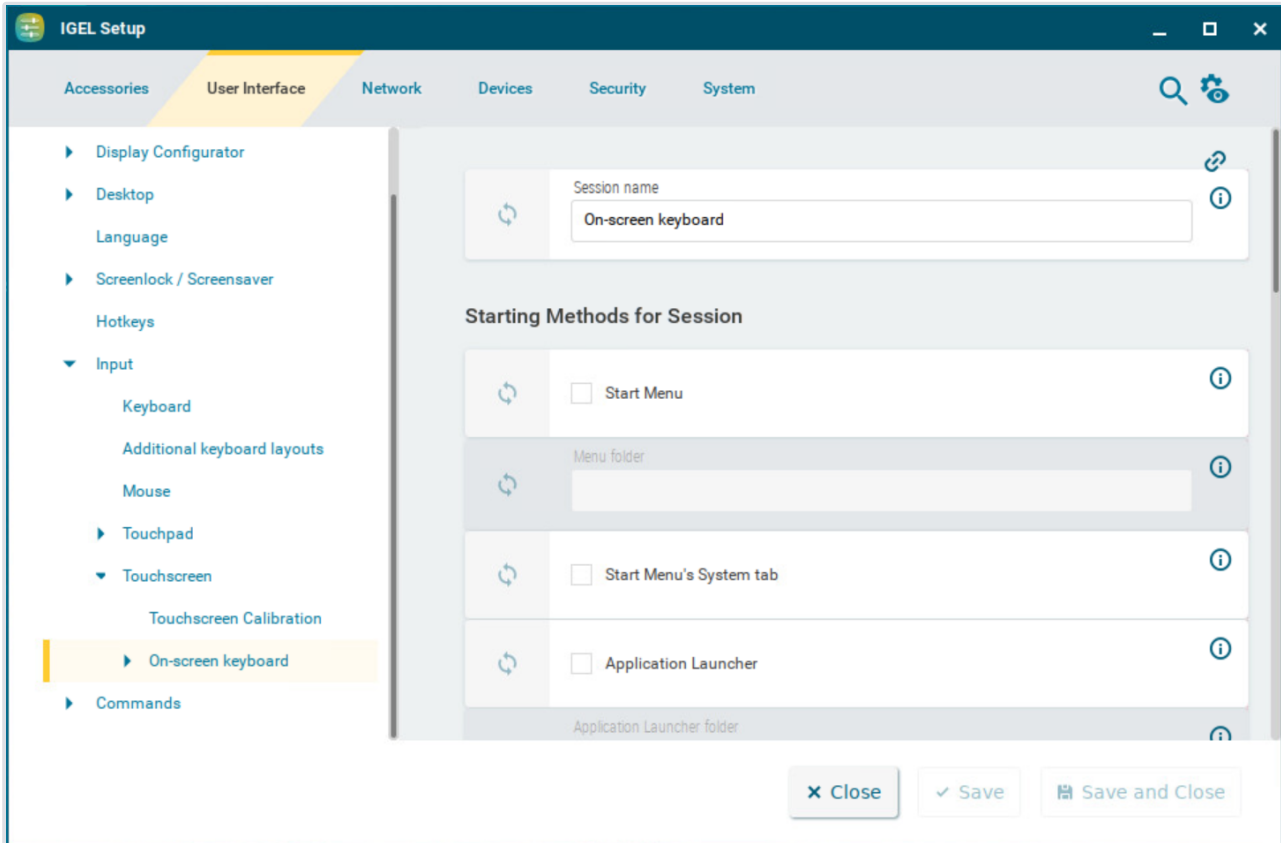 IGEL Setup
Accessories
User Interface
Network
Devices
Security
System
Display Configurator
Desktop
Language
Screenlock / Screensaver
Hotkeys
Input
Keyboard
Additional keyboard layouts
Mouse
Touchpad
Touchscreen
Touchscreen Calibration
On-screen keyboard
Commands
Session name
On-screen keyboard
Starting Methods for Session
Start Menu
Menu folder
Start Menu's System tab
Application Launcher
Application Launcher folder
Close
Save
Save and Close